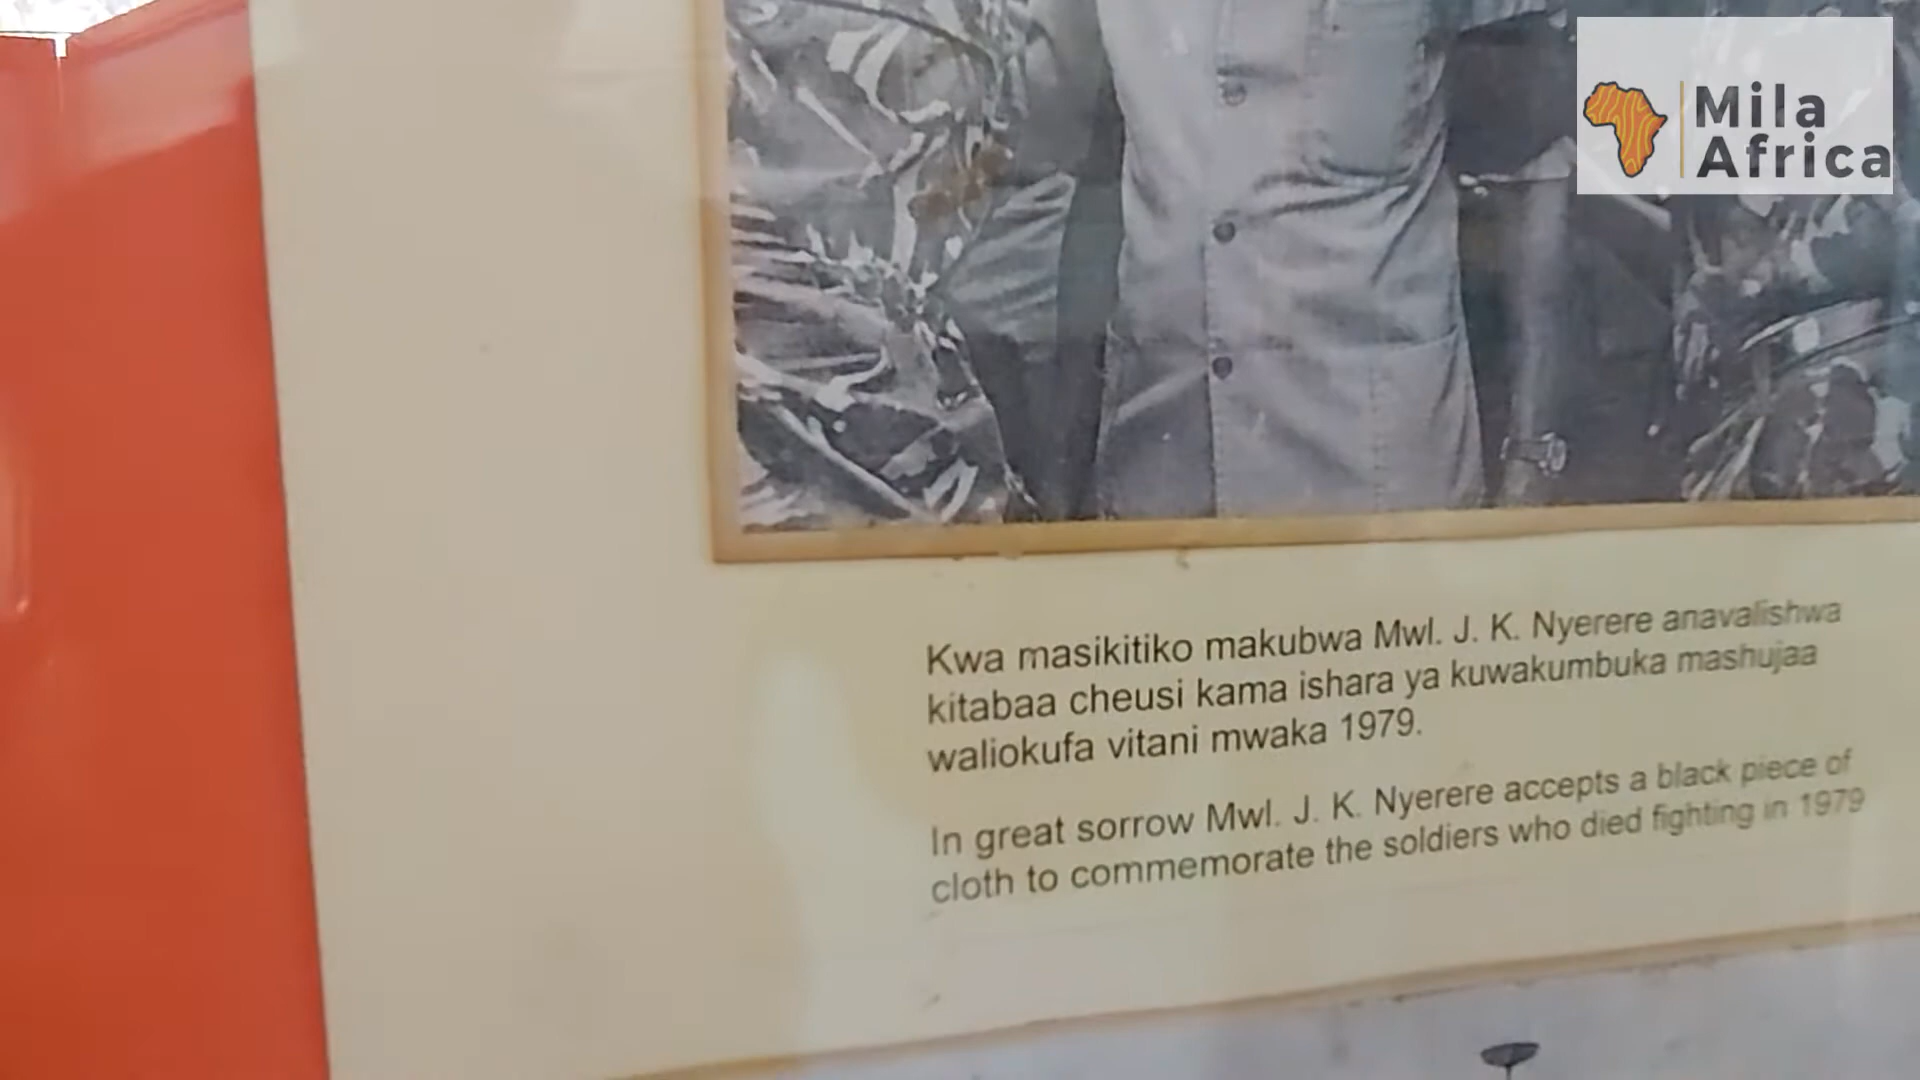 Mila
Africa
Kwa masikitiko makubwa Mwl. J. K. Nyerere anavalishwa
kitabaa cheusi kama ishara ya kuwakumbuka mashujaa
waliokufa vitani mwaka 1979.
In great sorrow Mwl. J. K. Nyerere accepts a black piece of
cloth to commemorate the soldiers who died fighting in 1979